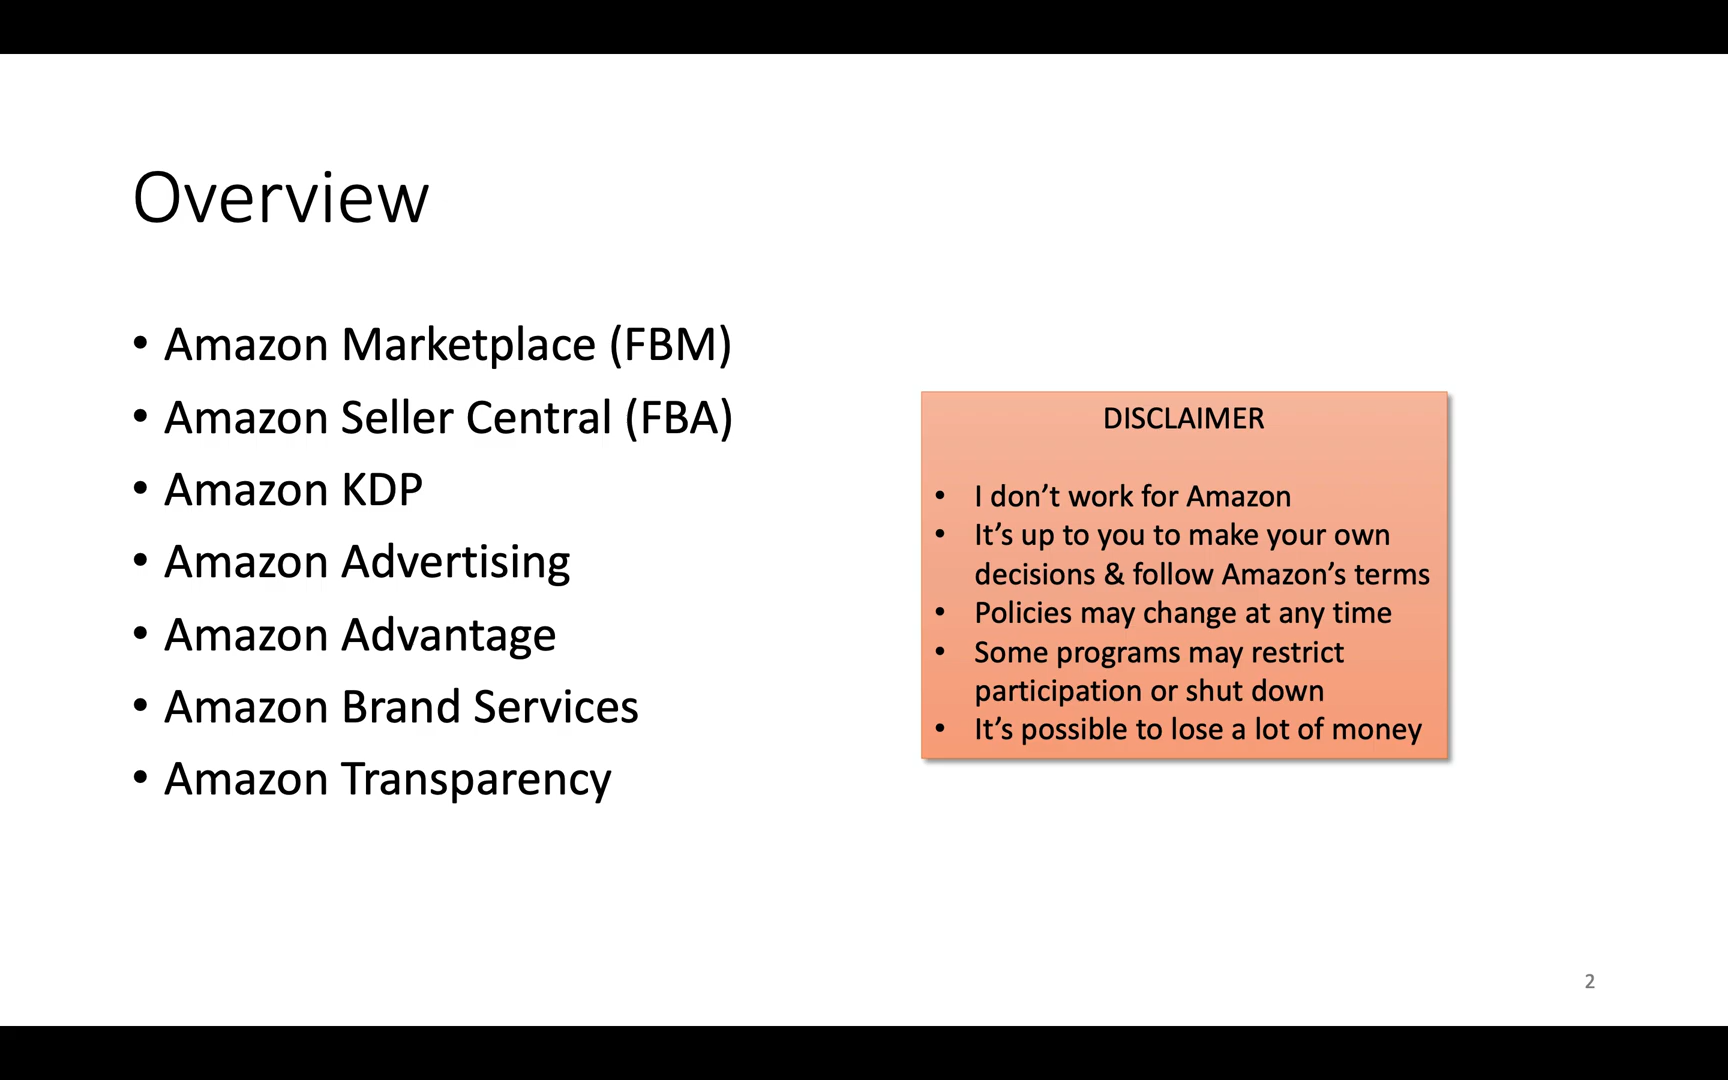 Overview
• Amazon Marketplace (FBM)
• Amazon Seller Central (FBA)
• Amazon KDP
• Amazon Advertising
• Amazon Advantage
• Amazon Brand Services
• Amazon Transparency
DISCLAIMER
• I don’t work for Amazon
• It’s up to you to make your own
decisions & follow Amazon’s terms
• Policies may change at any time
• Some programs may restrict
participation or shut down
• It’s possible to lose a lot of money
2